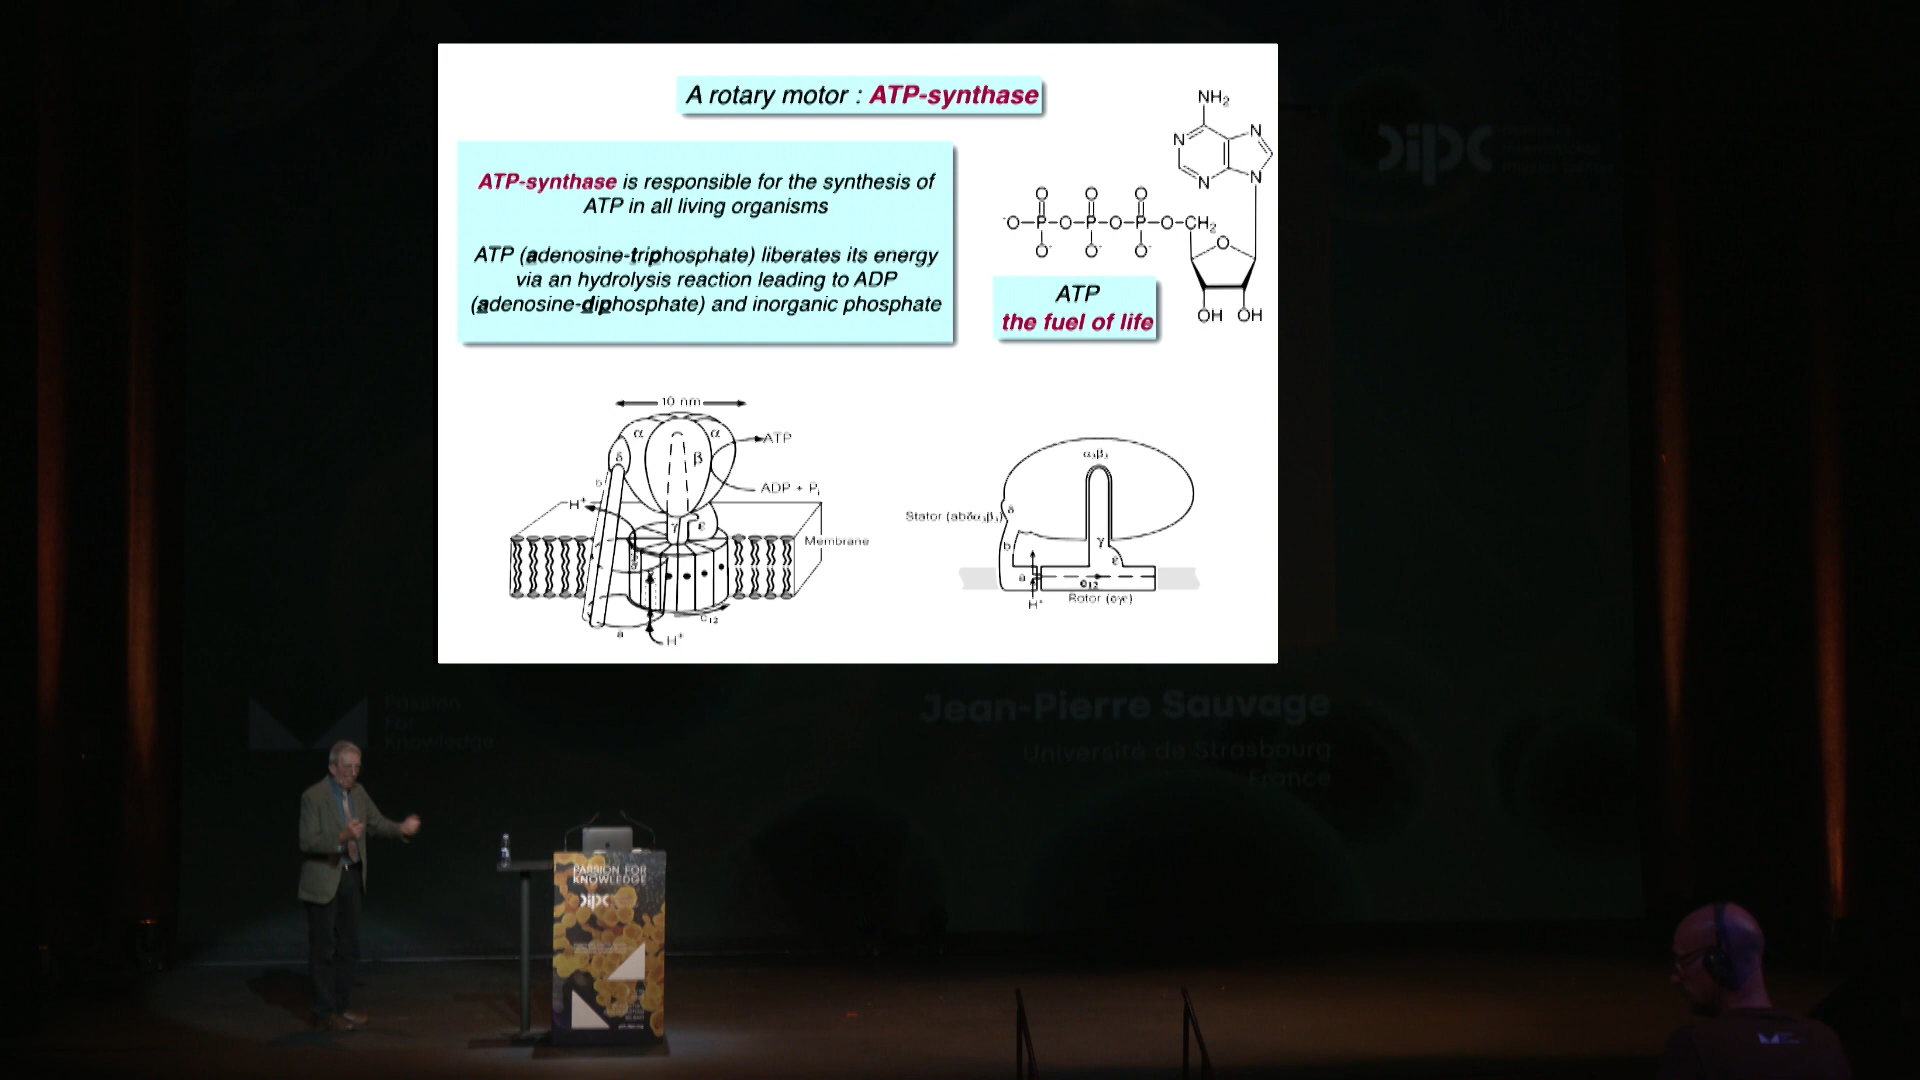 A rotary motor : ATP-synthase
ATP-synthase is responsible for the synthesis of
ATP in all living organisms
ATP (adenosine-triphosphate) liberates its energy
via an hydrolysis reaction leading to ADP
(adenosine-diphosphate) and inorganic phosphate
NH₂
N
N
N
N
O O O
⁻O-P-O-P-O-P-O-CH₂
O⁻ O⁻ O⁻
O
OH OH
ATP
the fuel of life
10 nm
α
α
ATP
δ
β
b
ADP + Pᵢ
H⁺
γ
ε
Membrane
c₁₂
a
H⁺
α₃β₃
Stator (abδα₃β₃)
δ
b
γ
ε
a
c₁₂
H⁺
Rotor (cγε)
dipc
Passion
For
Knowledge
Jean-Pierre Sauvage
Université de Strasbourg
France
PASSION FOR
KNOWLEDGE
dipc